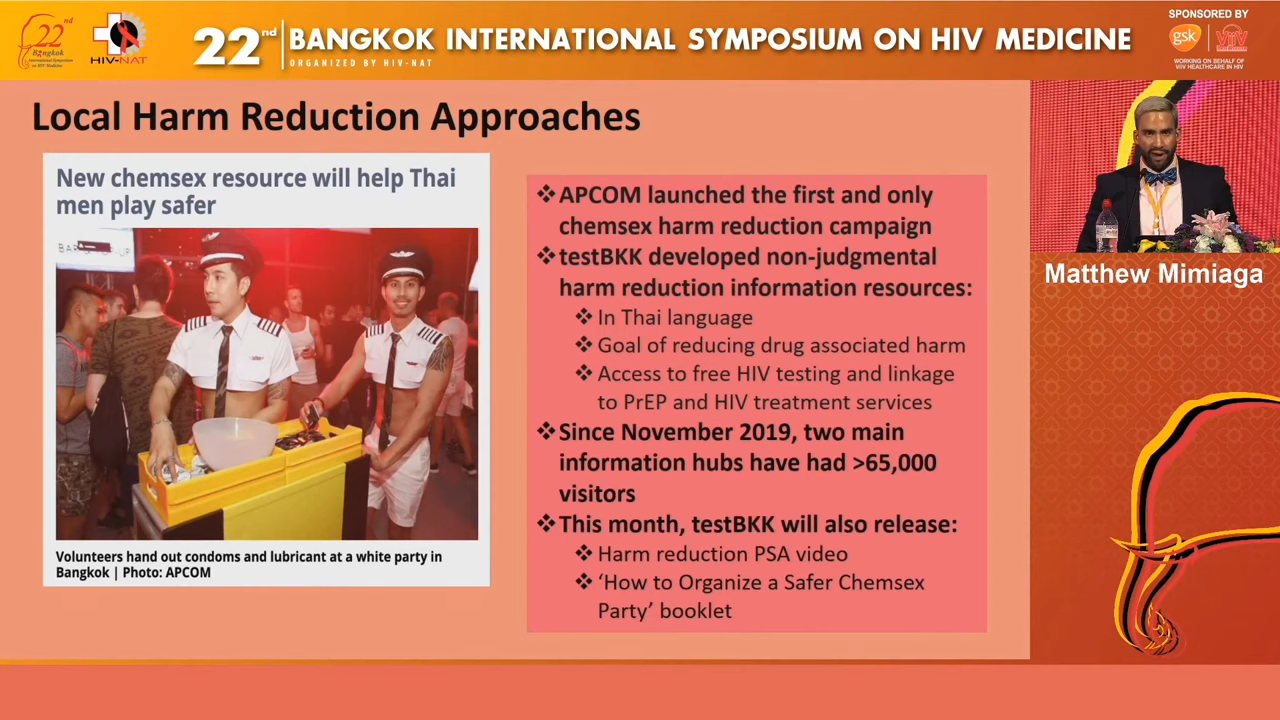 22nd
Bangkok
HIV-NAT
22nd BANGKOK INTERNATIONAL SYMPOSIUM ON HIV MEDICINE
ORGANIZED BY HIV-NAT
SPONSORED BY
gsk
ViiV
WORKING ON BEHALF OF
ViiV HEALTHCARE IN HIV
Local Harm Reduction Approaches
New chemsex resource will help Thai
men play safer
Volunteers hand out condoms and lubricant at a white party in
Bangkok | Photo: APCOM
❖APCOM launched the first and only
chemsex harm reduction campaign
❖testBKK developed non-judgmental
harm reduction information resources:
❖In Thai language
❖Goal of reducing drug associated harm
❖Access to free HIV testing and linkage
to PrEP and HIV treatment services
❖Since November 2019, two main
information hubs have had >65,000
visitors
❖This month, testBKK will also release:
❖Harm reduction PSA video
❖‘How to Organize a Safer Chemsex
Party’ booklet
Matthew Mimiaga